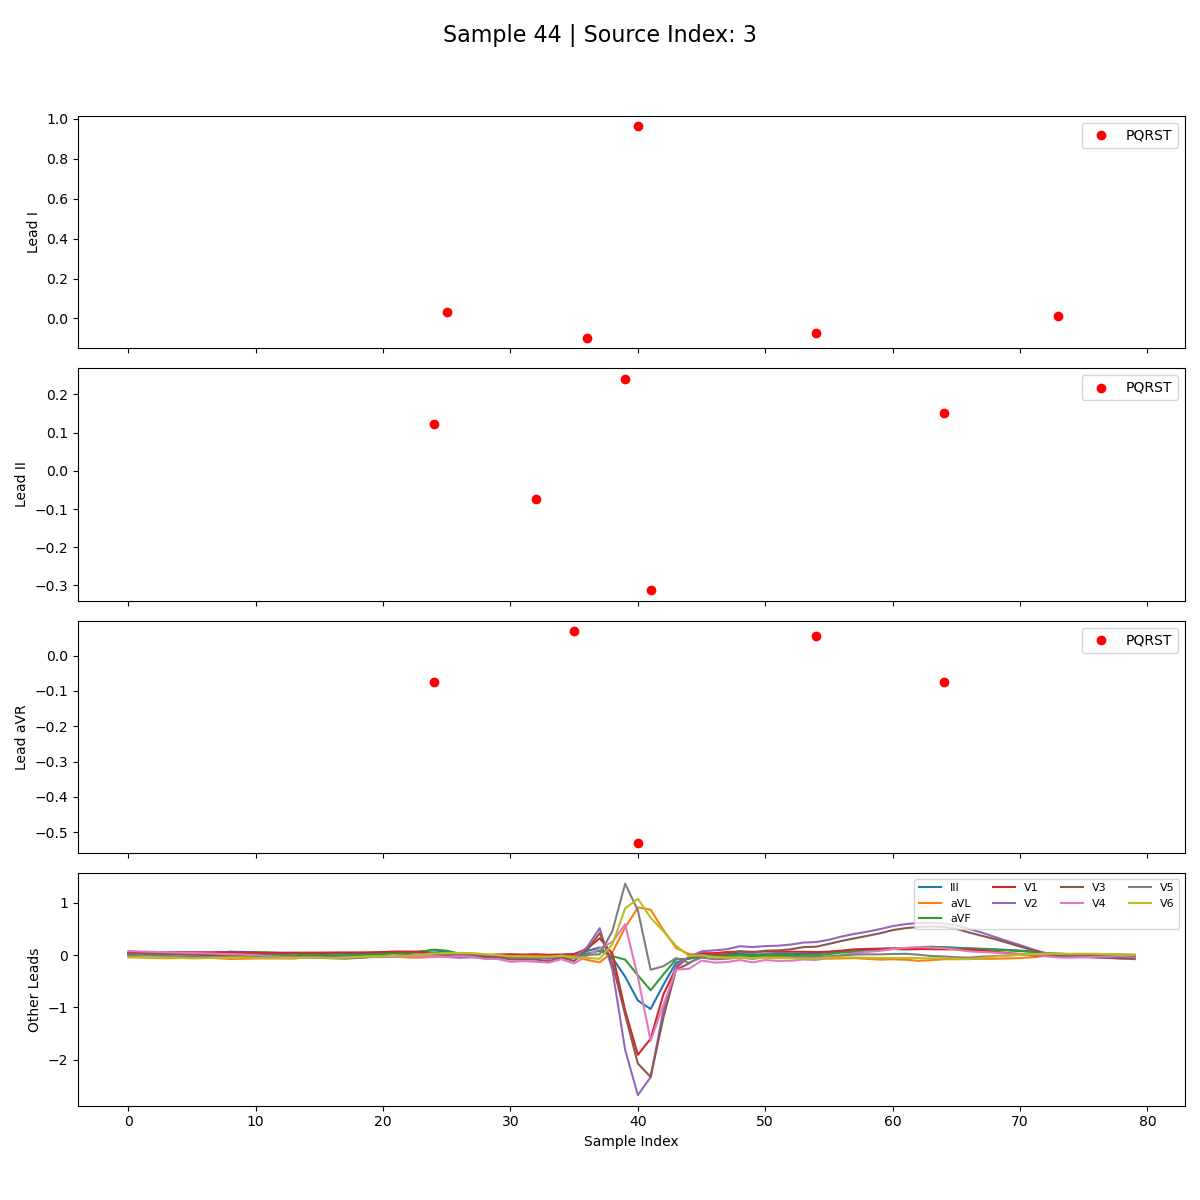 Sample 44 | Source Index: 3
1.0
0.8
0.6
0.4
0.2
0.0
Lead I
PQRST
0.2
0.1
0.0
−0.1
−0.2
−0.3
Lead II
PQRST
0.0
−0.1
−0.2
−0.3
−0.4
−0.5
Lead aVR
PQRST
1
0
−1
−2
Other Leads
III V1 V3 V5
aVL V2 V4 V6
aVF
0 10 20 30 40 50 60 70 80
Sample Index